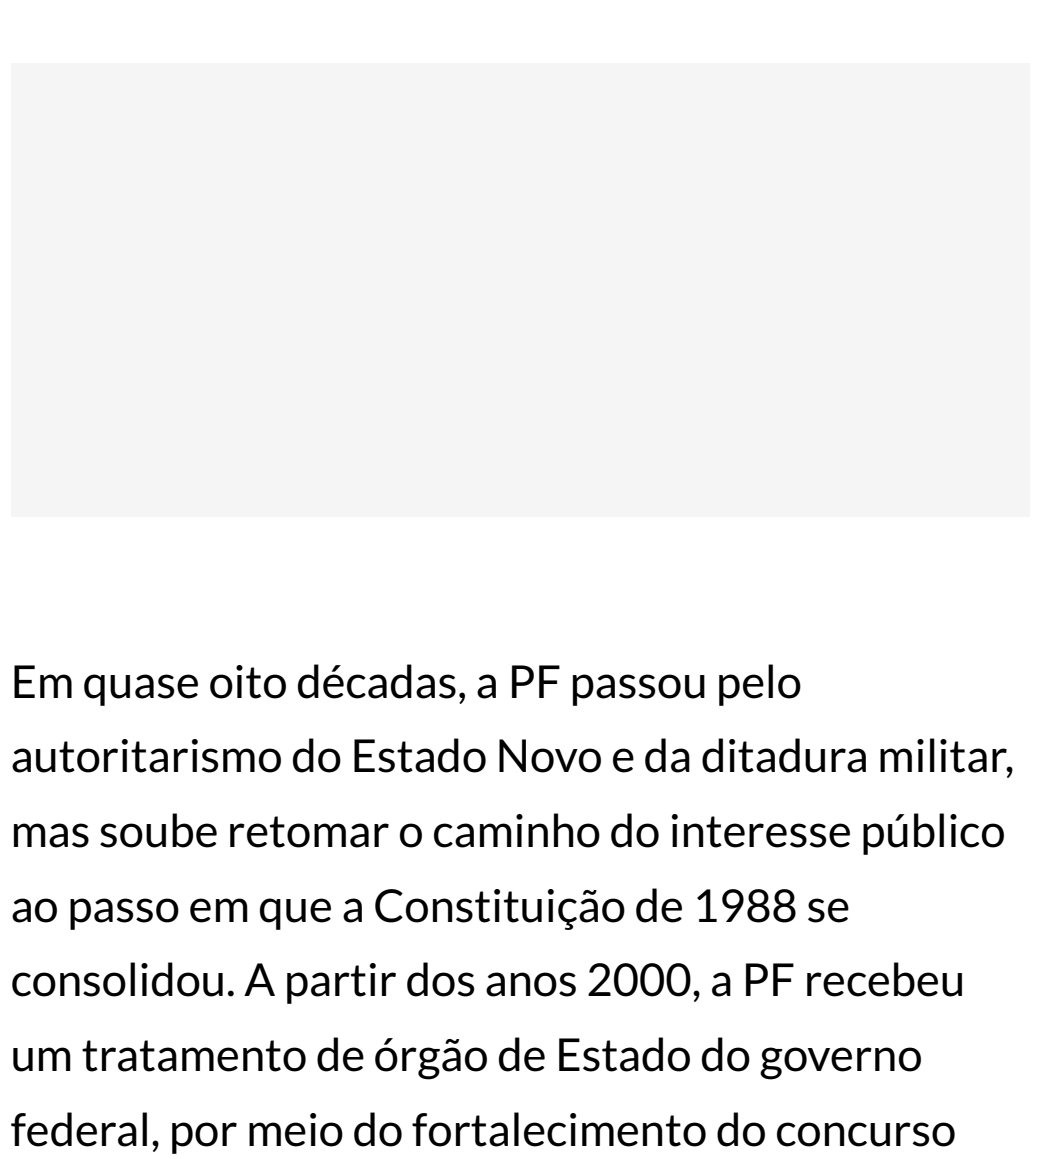 Em quase oito décadas, a PF passou pelo
autoritarismo do Estado Novo e da ditadura militar,
mas soube retomar o caminho do interesse público
ao passo em que a Constituição de 1988 se
consolidou. A partir dos anos 2000, a PF recebeu
um tratamento de órgão de Estado do governo
federal, por meio do fortalecimento do concurso